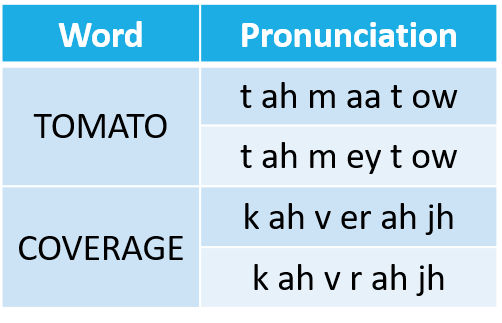 Word Pronunciation
TOMATO
t ah m aa t ow
t ah m ey t ow
COVERAGE
k ah v er ah jh
k ah v r ah jh